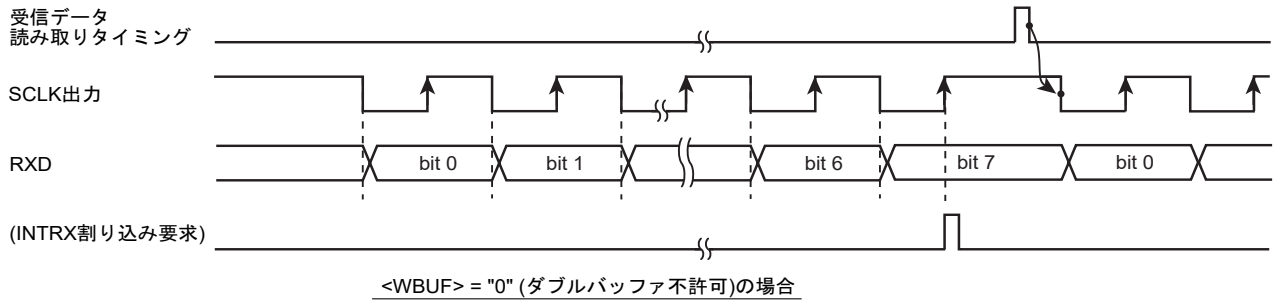 受信データ
読み取りタイミング
SCLK出力
RXD
bit 0
bit 1
bit 6
bit 7
bit 0
(INTRX割り込み要求)
<WBUF> = "0" (ダブルバッファ不許可)の場合